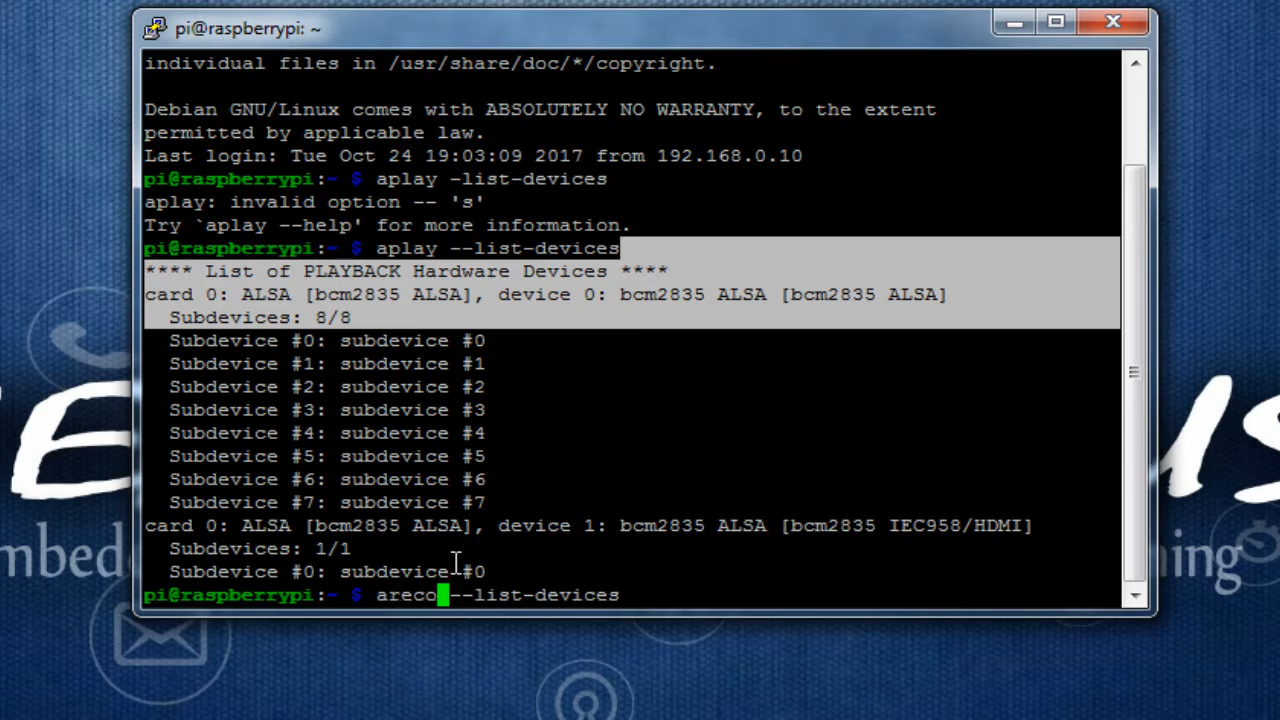 pi@raspberrypi: ~
individual files in /usr/share/doc/*/copyright.
Debian GNU/Linux comes with ABSOLUTELY NO WARRANTY, to the extent
permitted by applicable law.
Last login: Tue Oct 24 19:03:09 2017 from 192.168.0.10
pi@raspberrypi:~ $ aplay -list-devices
aplay: invalid option -- 's'
Try `aplay --help' for more information.
pi@raspberrypi:~ $ aplay --list-devices
**** List of PLAYBACK Hardware Devices ****
card 0: ALSA [bcm2835 ALSA], device 0: bcm2835 ALSA [bcm2835 ALSA]
  Subdevices: 8/8
  Subdevice #0: subdevice #0
  Subdevice #1: subdevice #1
  Subdevice #2: subdevice #2
  Subdevice #3: subdevice #3
  Subdevice #4: subdevice #4
  Subdevice #5: subdevice #5
  Subdevice #6: subdevice #6
  Subdevice #7: subdevice #7
card 0: ALSA [bcm2835 ALSA], device 1: bcm2835 ALSA [bcm2835 IEC958/HDMI]
  Subdevices: 1/1
  Subdevice #0: subdevice #0
pi@raspberrypi:~ $ areco --list-devices